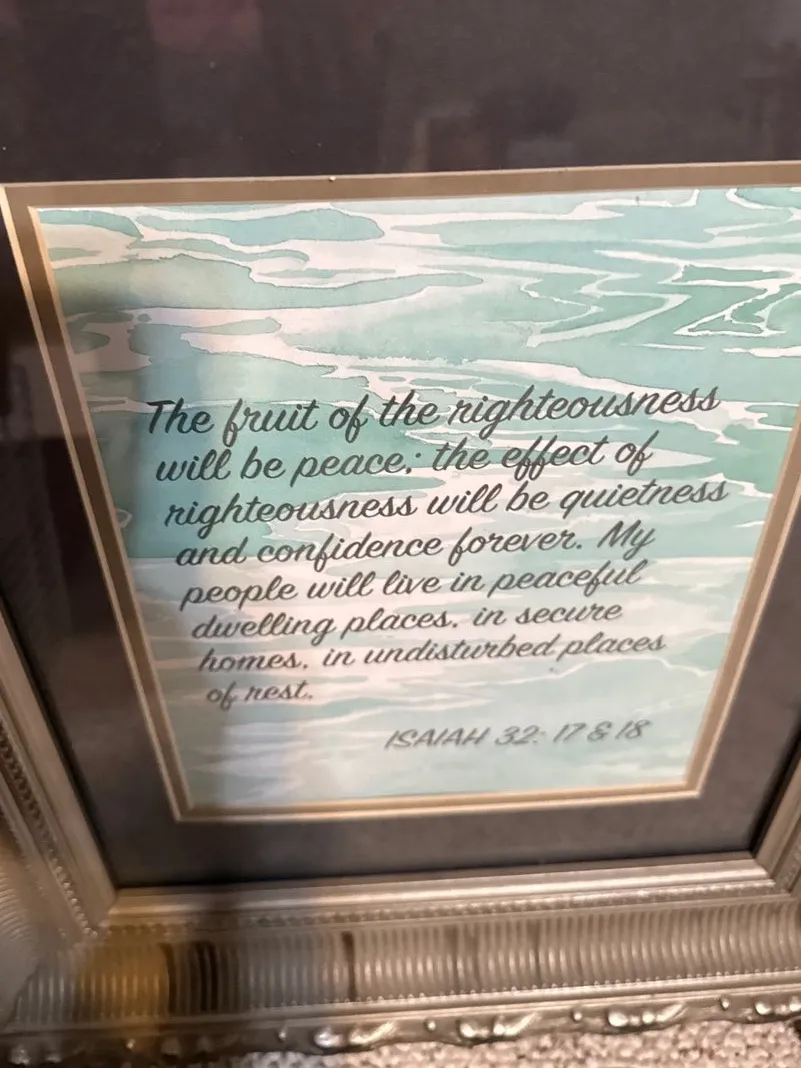 The fruit of the righteousness
will be peace; the effect of
righteousness will be quietness
and confidence forever. My
people will live in peaceful
dwelling places, in secure
homes, in undisturbed places
of rest.
ISAIAH 32: 17 & 18